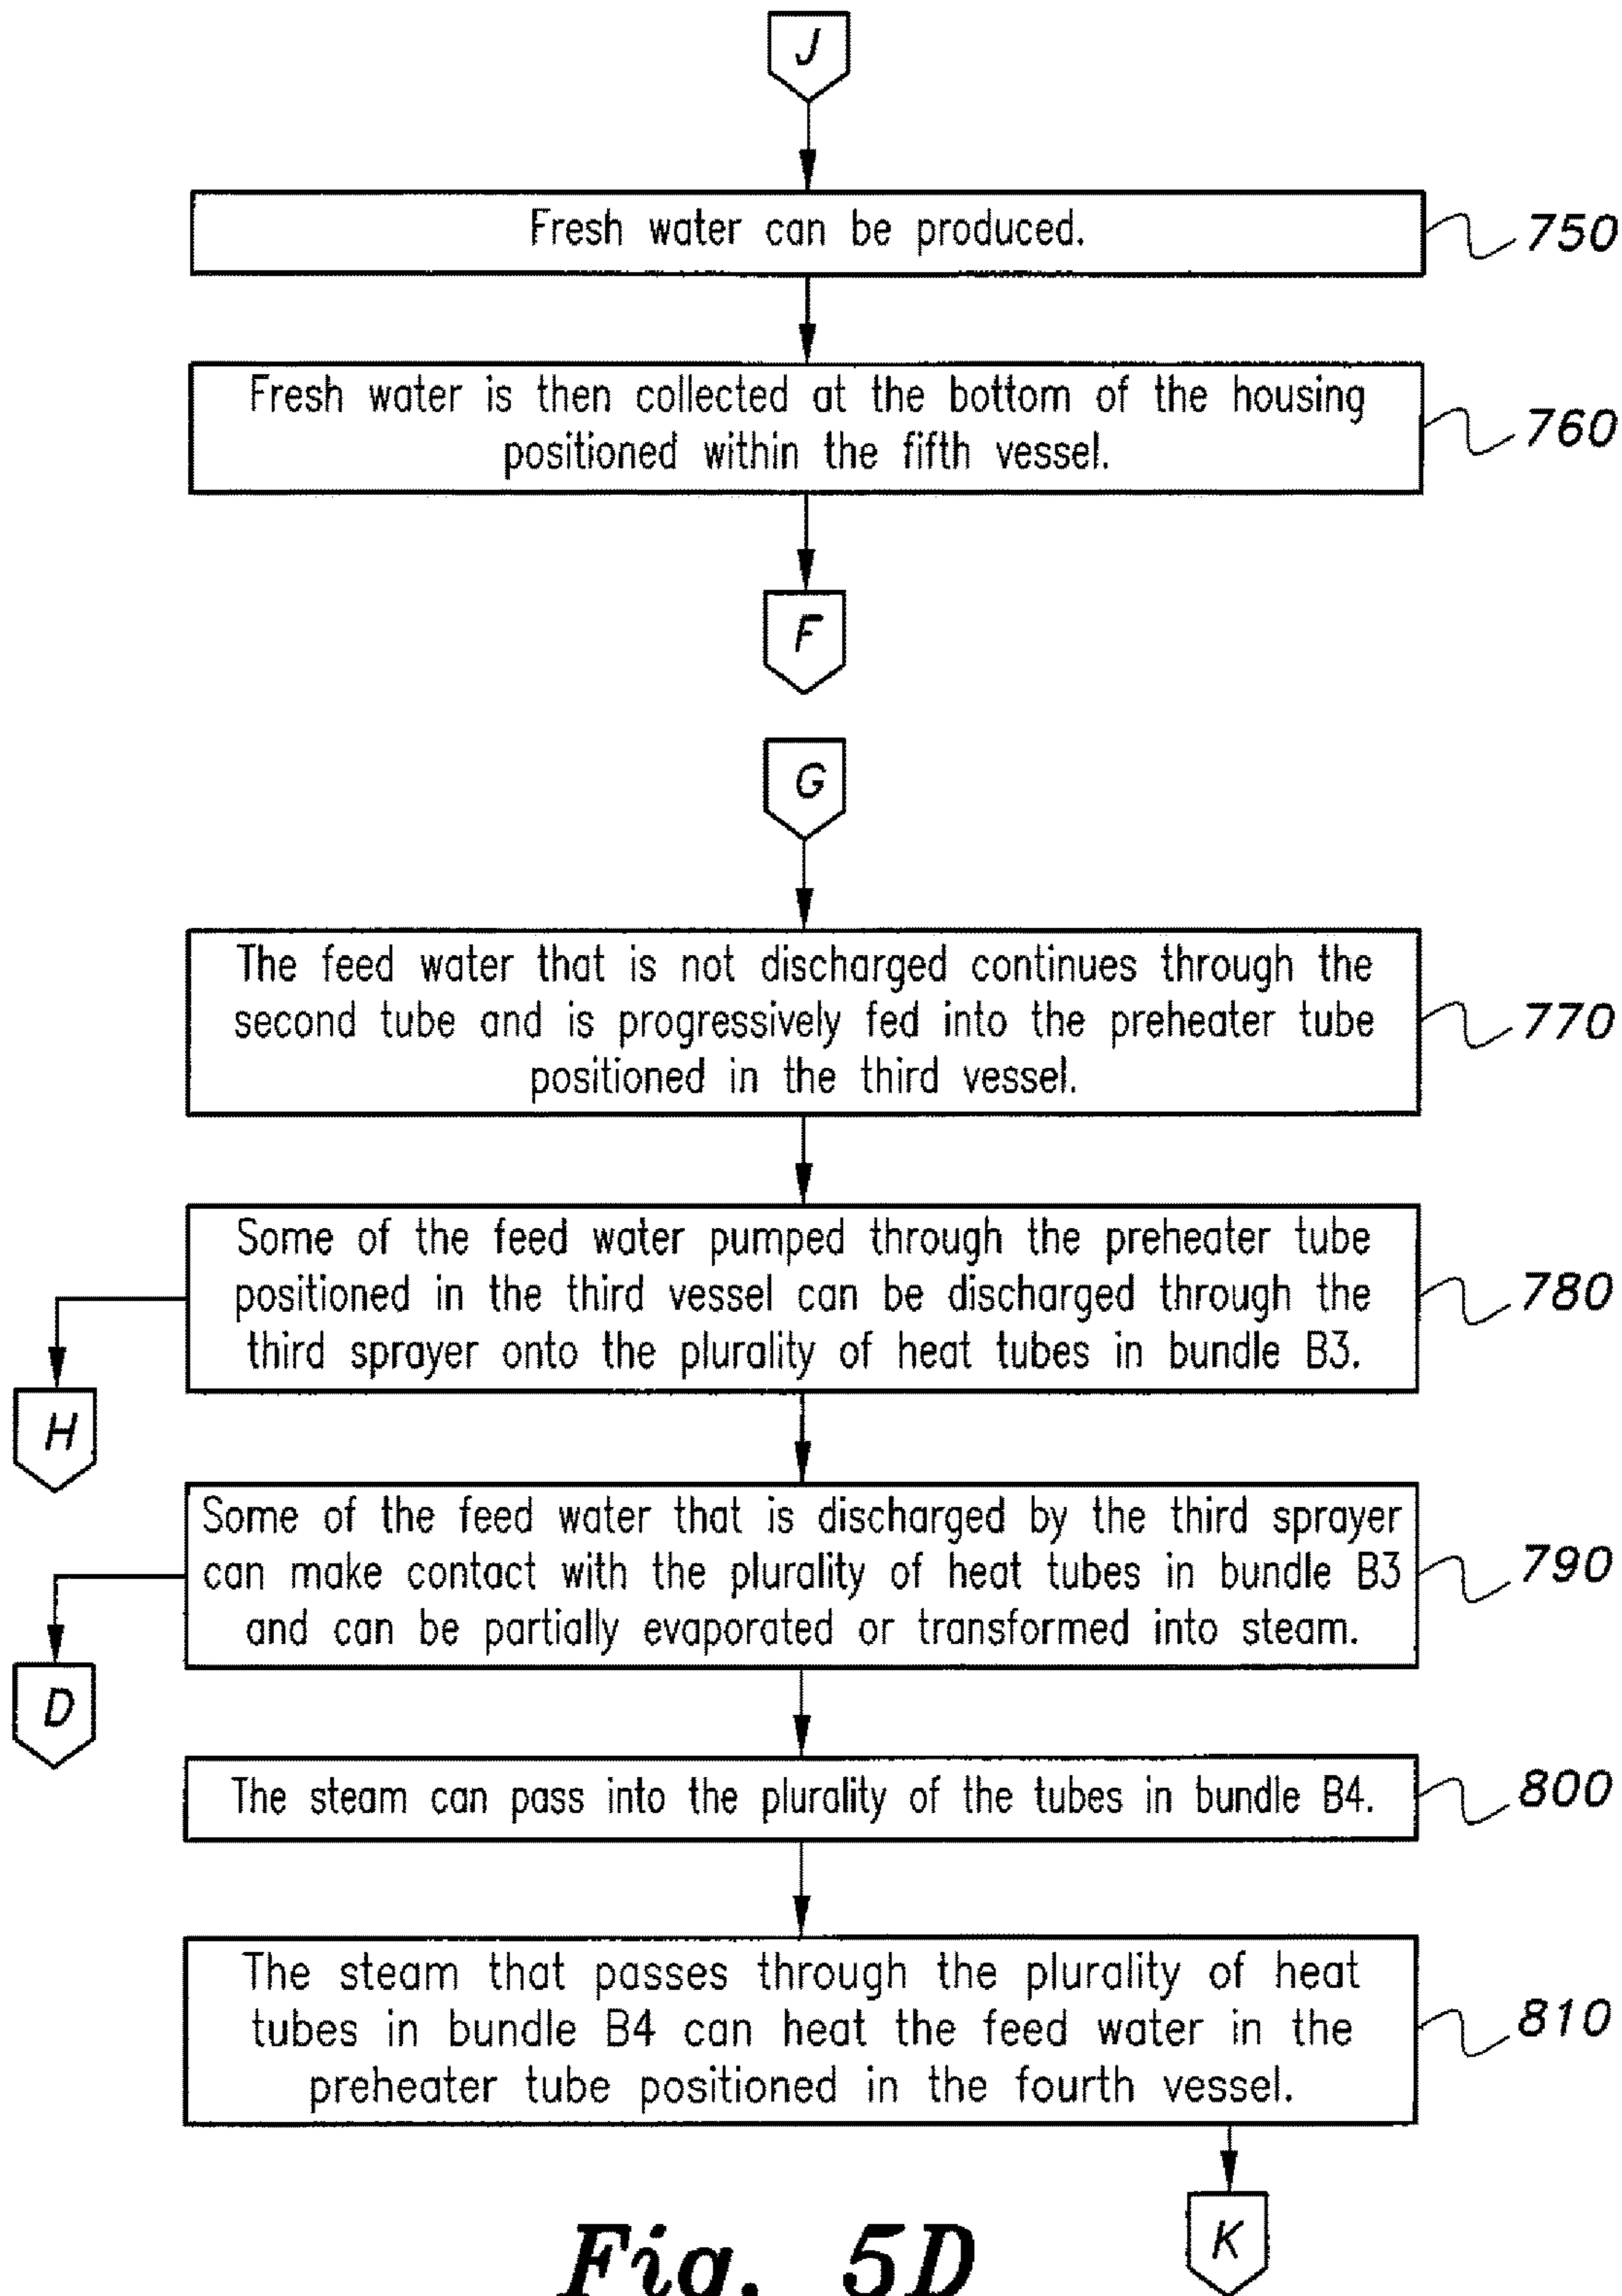 J
Fresh water can be produced.
750
Fresh water is then collected at the bottom of the housing
positioned within the fifth vessel.
760
F
G
The feed water that is not discharged continues through the
second tube and is progressively fed into the preheater tube
positioned in the third vessel.
770
Some of the feed water pumped through the preheater tube
positioned in the third vessel can be discharged through the
third sprayer onto the plurality of heat tubes in bundle B3.
780
H
Some of the feed water that is discharged by the third sprayer
can make contact with the plurality of heat tubes in bundle B3
and can be partially evaporated or transformed into steam.
790
D
The steam can pass into the plurality of the tubes in bundle B4.
800
The steam that passes through the plurality of heat
tubes in bundle B4 can heat the feed water in the
preheater tube positioned in the fourth vessel.
810
K
Fig. 5D